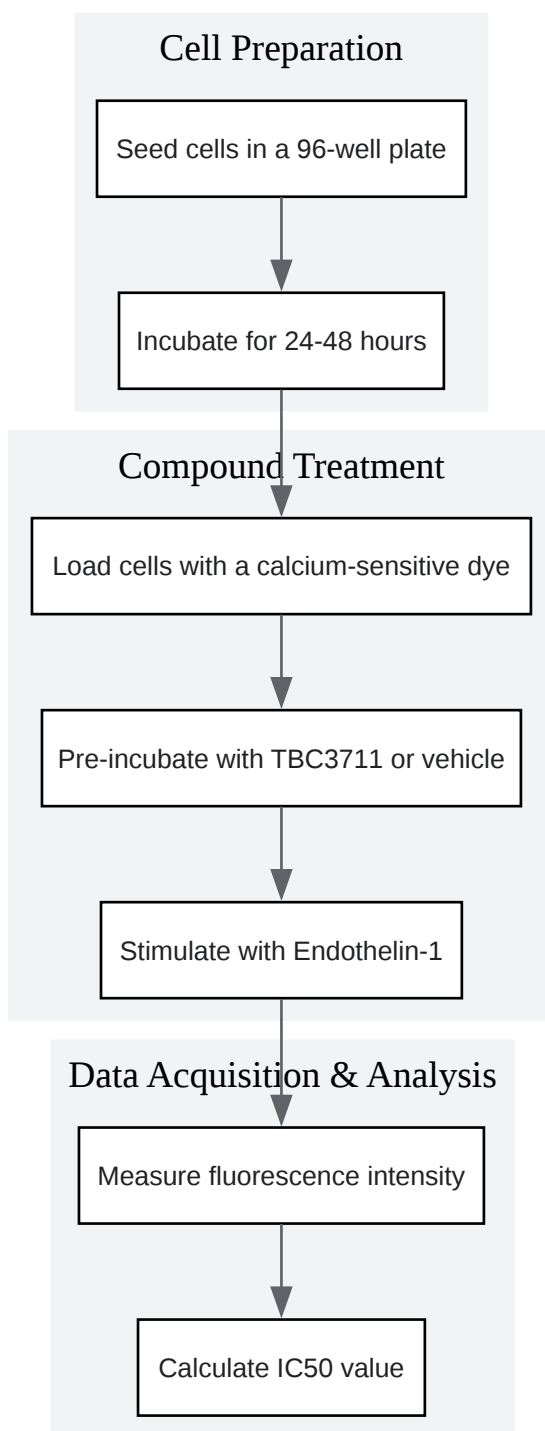 Cell Preparation
Seed cells in a 96-well plate
Incubate for 24-48 hours
Compound Treatment
Load cells with a calcium-sensitive dye
Pre-incubate with TBC3711 or vehicle
Stimulate with Endothelin-1
Data Acquisition & Analysis
Measure fluorescence intensity
Calculate IC50 value